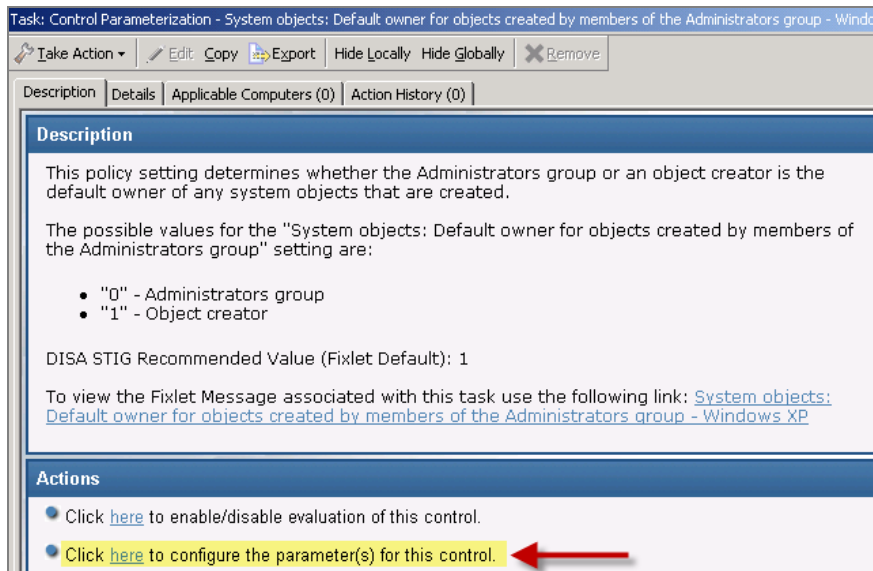 Task: Control Parameterization - System objects: Default owner for objects created by members of the Administrators group -
Take Action Edit Copy Export Hide Locally Hide Globally Remove
Description Details Applicable Computers (0) Action History (0)
Description
This policy setting determines whether the Administrators group or an object creator is the
default owner of any system objects that are created.
The possible values for the "System objects: Default owner for objects created by members of
the Administrators group" setting are:
• "0" - Administrators group
• "1" - Object creator
DISA STIG Recommended Value (Fixlet Default): 1
To view the Fixlet Message associated with this task use the following link: System objects:
Default owner for objects created by members of the Administrators group - Windows XP
Actions
Click here to enable/disable evaluation of this control.
Click here to configure the parameter(s) for this control.